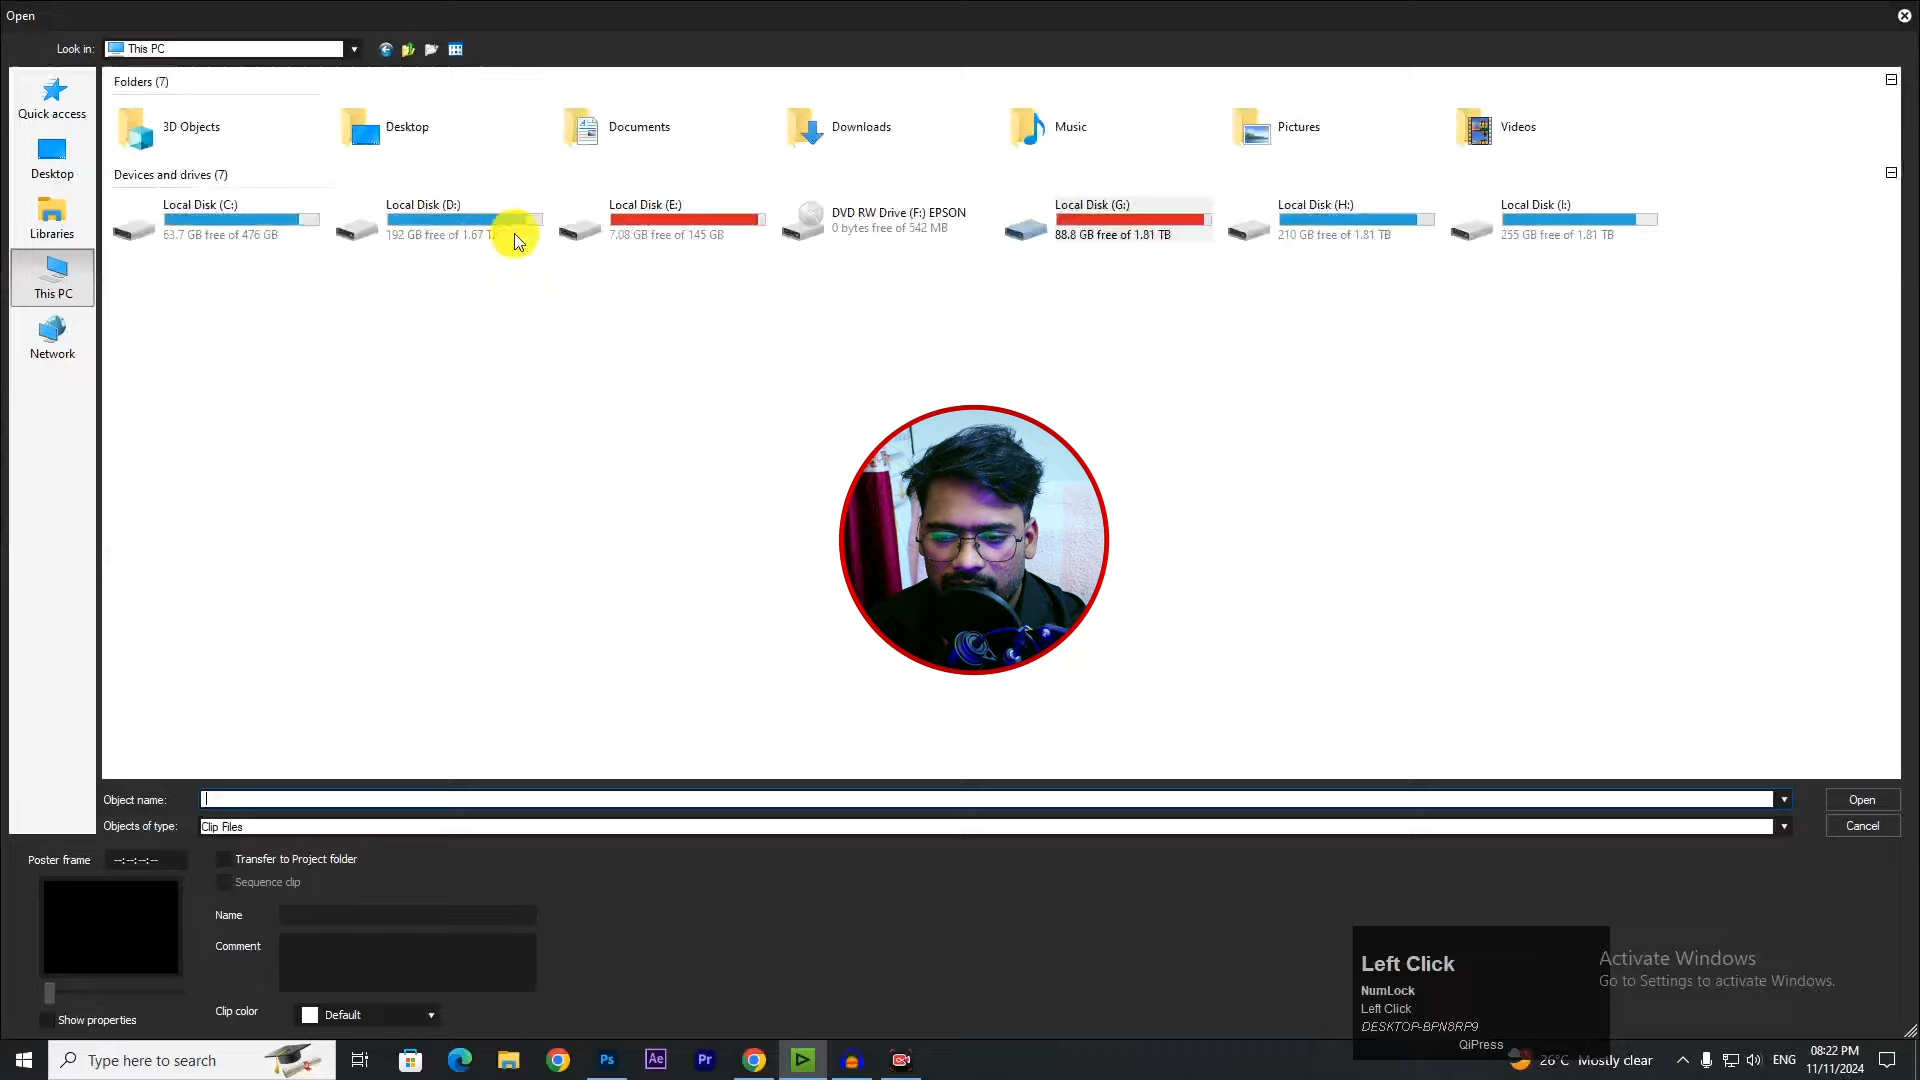 Open
Look in: This PC
Quick access
Desktop
Libraries
This PC
Network
Folders (7)
3D Objects
Desktop
Documents
Downloads
Music
Pictures
Videos
Devices and drives (7)
Local Disk (C:)
63.7 GB free of 476 GB
Local Disk (D:)
192 GB free of 1.67
Local Disk (E:)
7.08 GB free of 145 GB
DVD RW Drive (F:) EPSON
0 bytes free of 542 MB
Local Disk (G:)
88.8 GB free of 1.81 TB
Local Disk (H:)
210 GB free of 1.81 TB
Local Disk (I:)
255 GB free of 1.81 TB
Object name:
Open
Objects of type: Clip Files
Cancel
Poster frame --:--:--:--
Transfer to Project folder
Sequence clip
Name
Comment
Clip color Default
Show properties
Left Click
NumLock
Left Click
DESKTOP-BPN8RP9
QiPress
Activate Windows
Go to Settings to activate Windows.
Type here to search
Ps
Ae
Pr
26°C Mostly clear
ENG
08:22 PM
11/11/2024